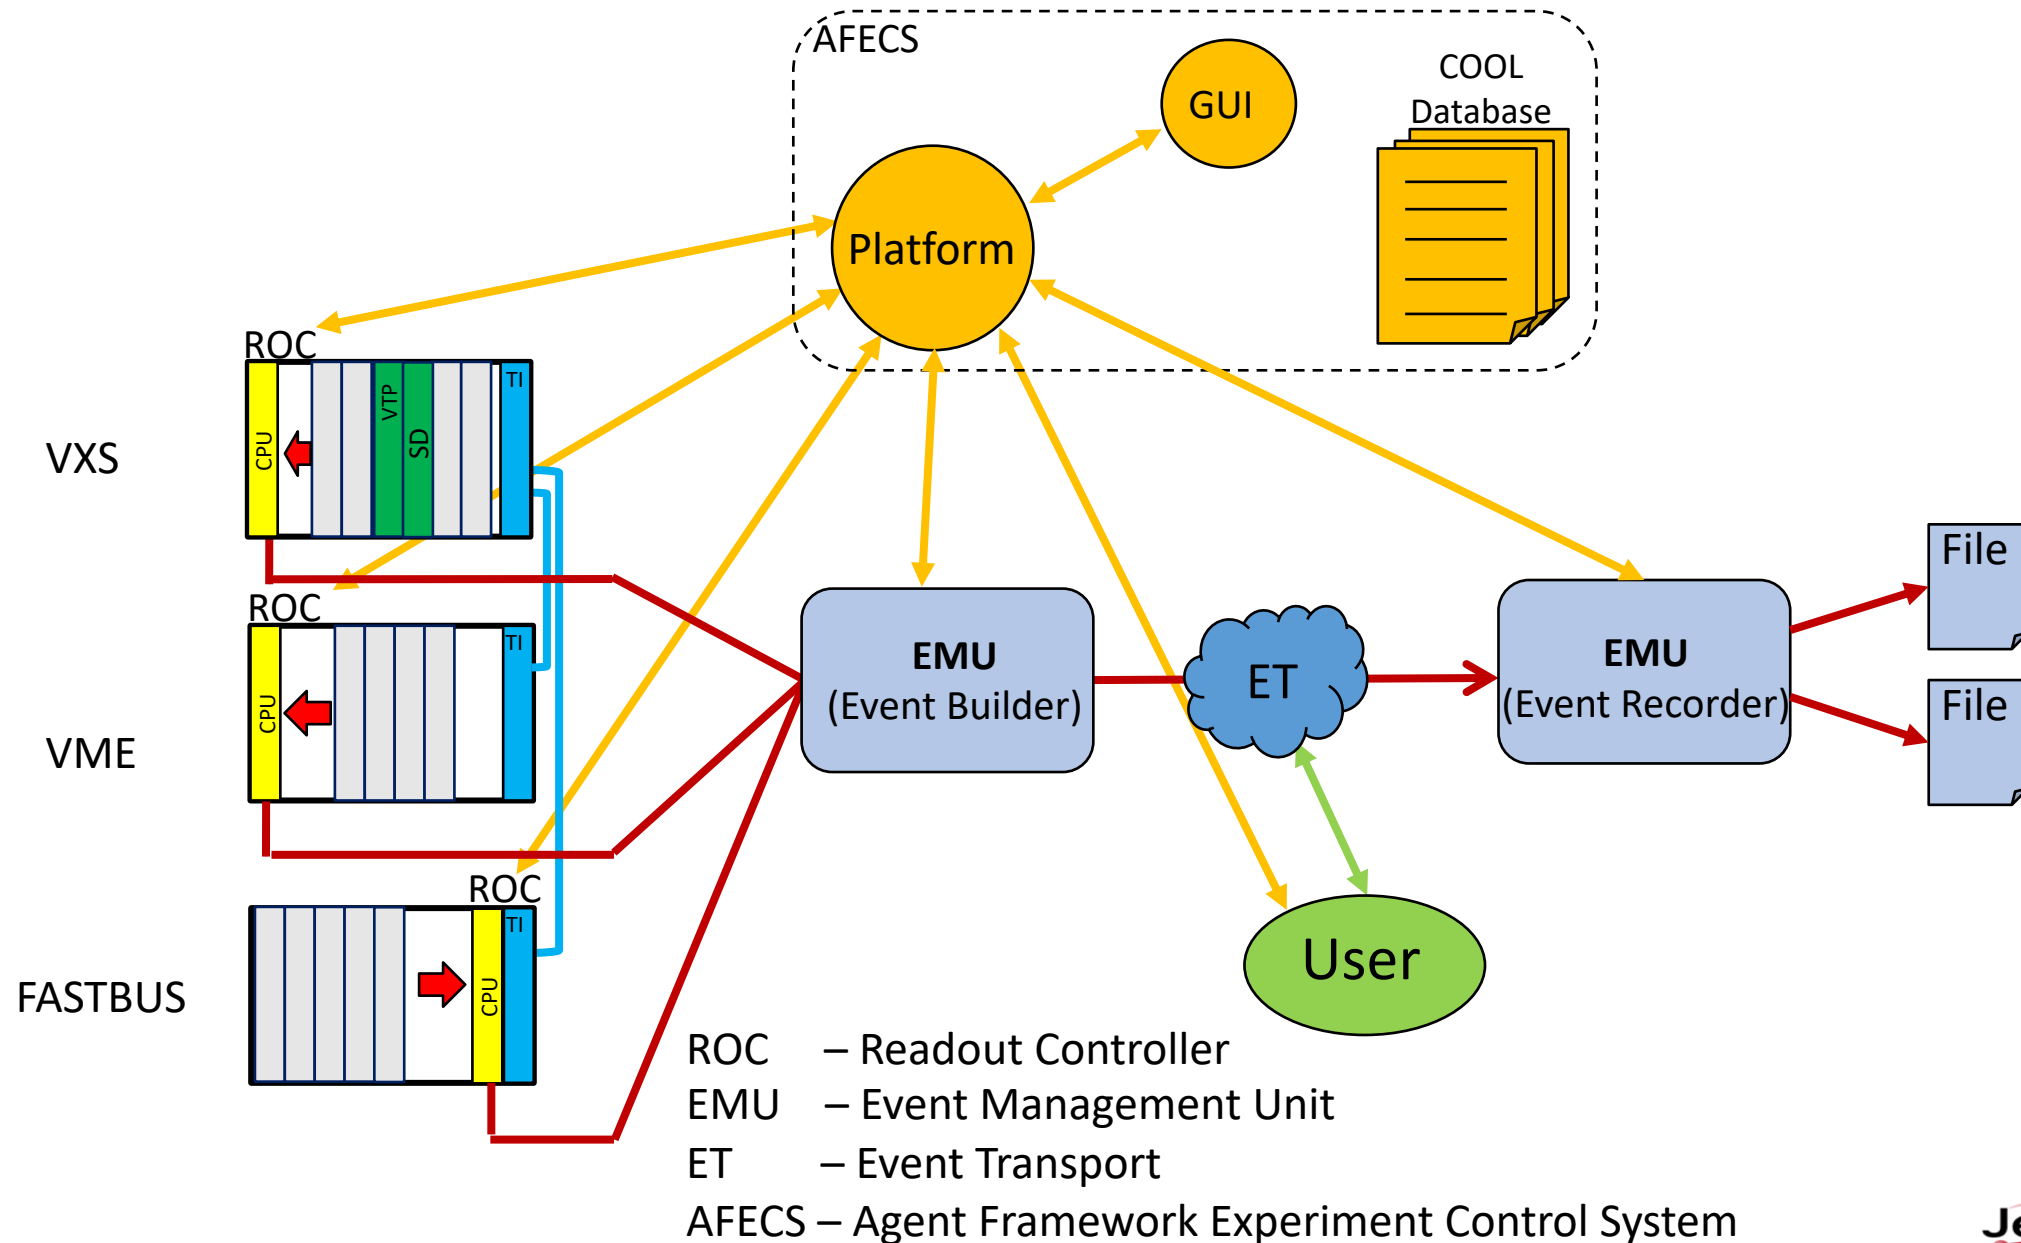 AFECS
GUI
COOL
Database
Platform
ROC
VXS
CPU
VTP
SD
TI
ROC
VME
CPU
TI
ROC
FASTBUS
CPU
TI
EMU
(Event Builder)
ET
EMU
(Event Recorder)
File
File
User
ROC – Readout Controller
EMU – Event Management Unit
ET – Event Transport
AFECS – Agent Framework Experiment Control System
Je